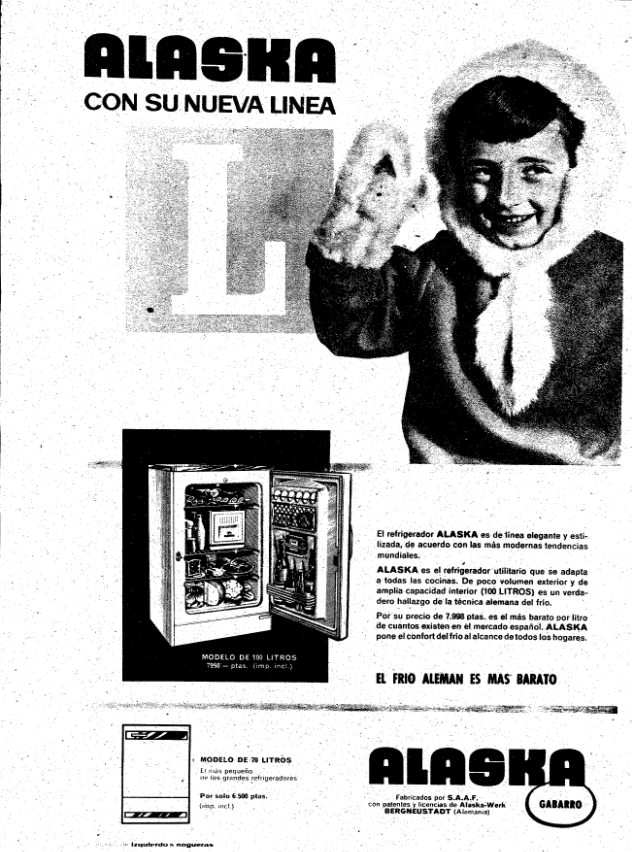 ALASKA
CON SU NUEVA LINEA
L
El refrigerador ALASKA es de línea elegante y esti-
lizada, de acuerdo con las más modernas tendencias
mundiales.
ALASKA es el refrigerador utilitario que se adapta
a todas las cocinas. De poco volumen exterior y de
amplia capacidad interior (100 LITROS) es un verda-
dero hallazgo de la técnica alemana del frío.
Por su precio de 7.998 ptas. es el más barato por litro
de cuantos existen en el mercado español. ALASKA
pone el confort del frío al alcance de todos los hogares.
MODELO DE 100 LITROS
7998 — ptas. (imp. incl.)
EL FRIO ALEMAN ES MAS BARATO
MODELO DE 70 LITROS
El más pequeño
de los grandes refrigeradores
Por solo 6.500 ptas.
(imp. incl.)
ALASKA
Fabricados por S.A.A.F.
con patentes y licencias de Alaska-Werk
BERGNEUSTADT (Alemania)
GABARRO
Izquierdo & nogueras